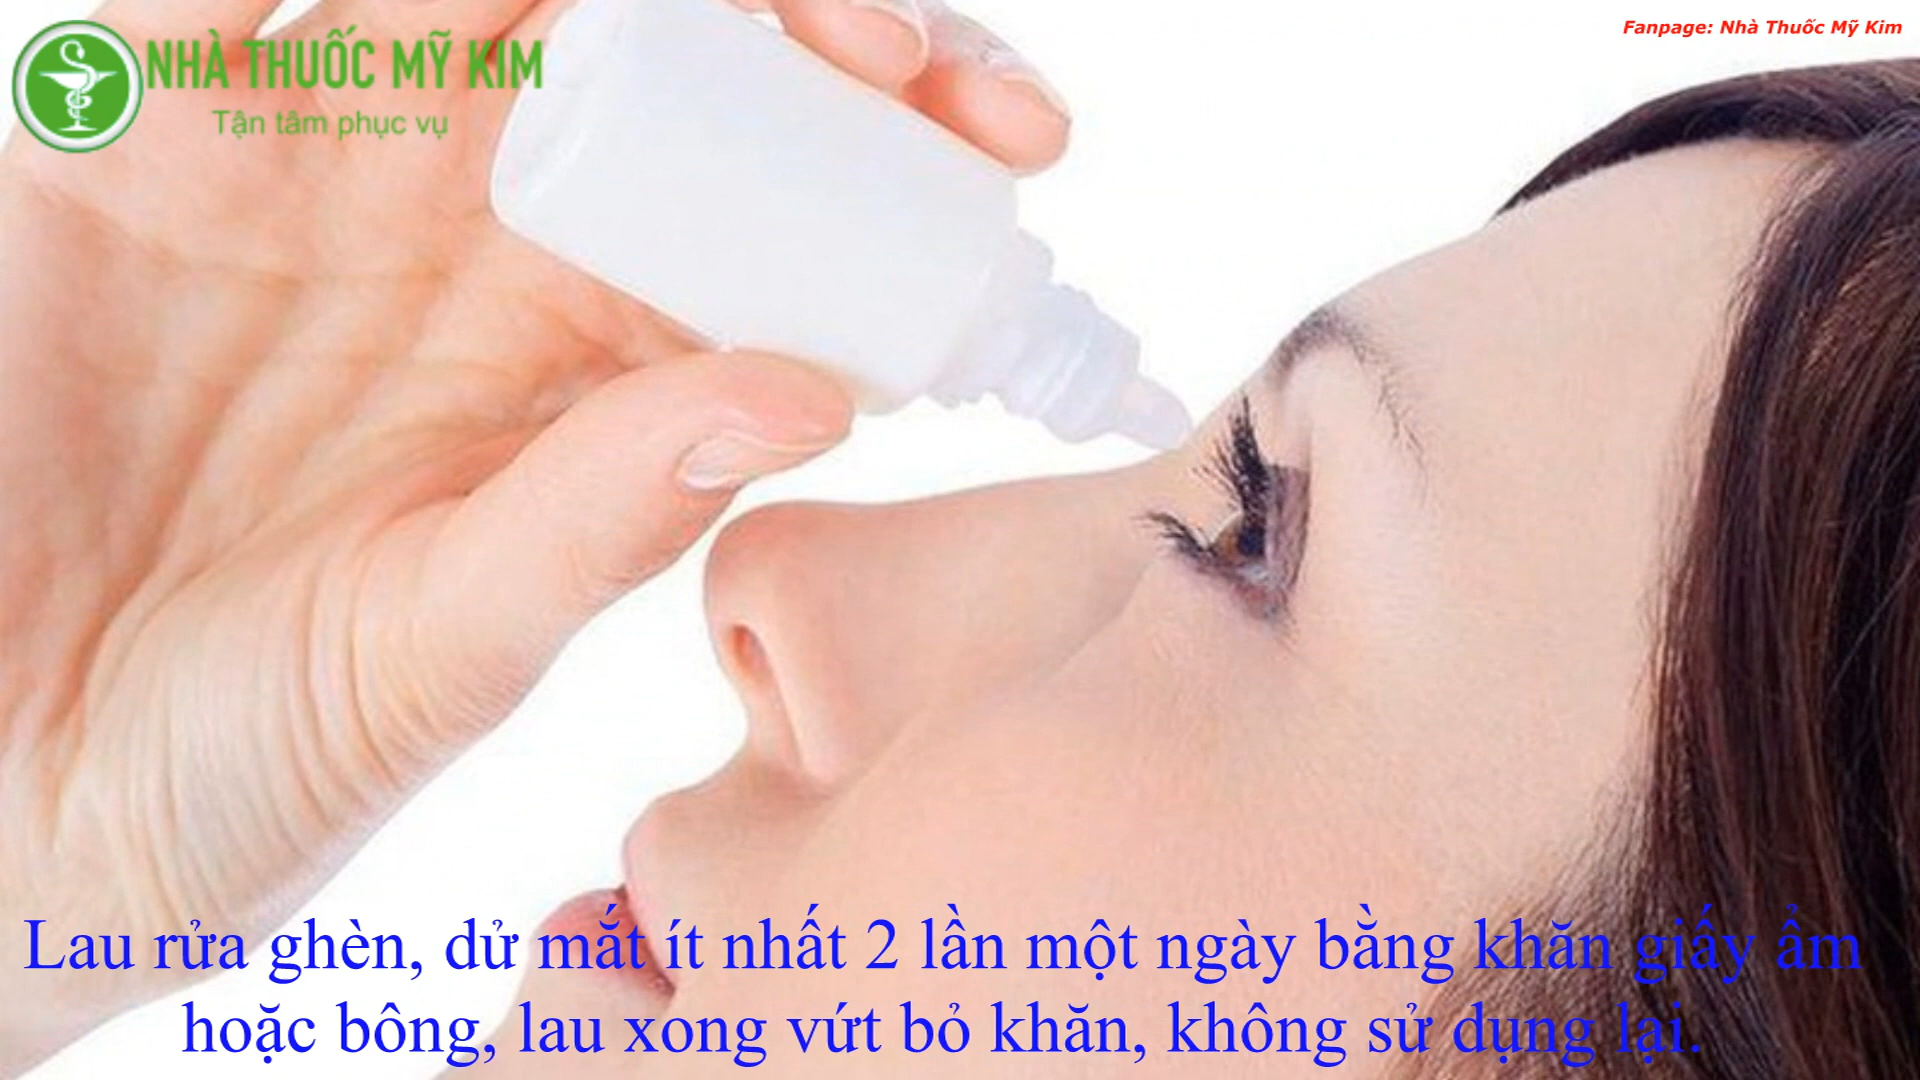 NHÀ THUỐC MỸ KIM
Tận tâm phục vụ
Fanpage: Nhà Thuốc Mỹ Kim
Lau rửa ghèn, dử mắt ít nhất 2 lần một ngày bằng khăn giấy ẩm
hoặc bông, lau xong vứt bỏ khăn, không sử dụng lại.